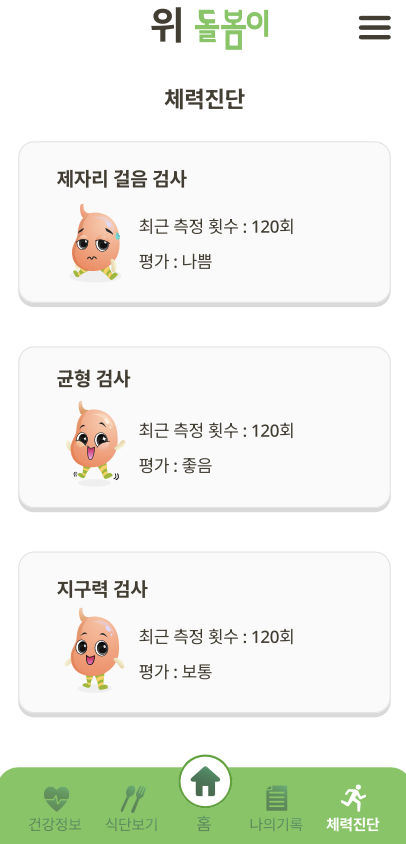 위 돌봄이
체력진단
제자리 걸음 검사
최근 측정 횟수 : 120회
평가 : 나쁨
균형 검사
최근 측정 횟수 : 120회
평가 : 좋음
지구력 검사
최근 측정 횟수 : 120회
평가 : 보통
건강정보 식단보기 홈 나의기록 체력진단